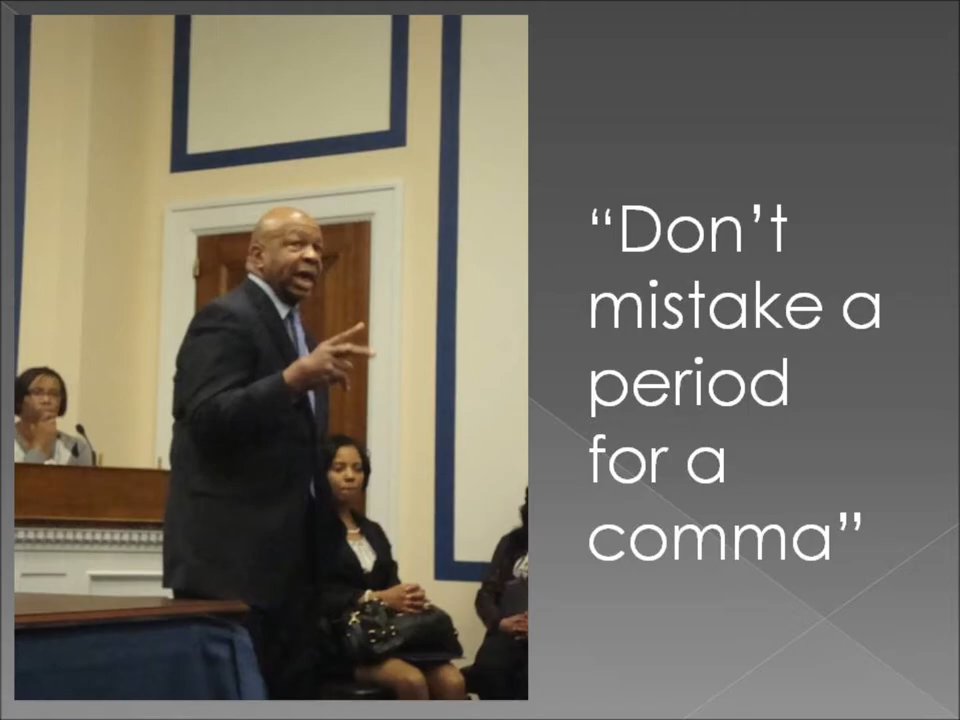 “Don’t
mistake a
period
for a
comma”